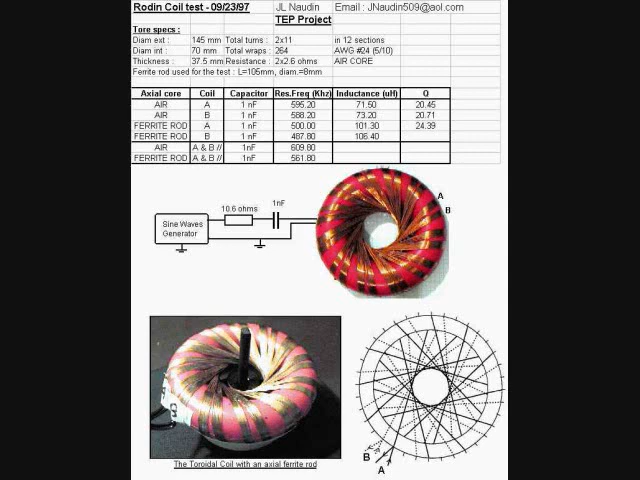 Rodin Coil test - 09/23/97 JL Naudin Email : JNaudin509@aol.com
TEP Project
Tore specs :
Diam ext : 145 mm Total turns : 2x11 in 12 sections
Diam int : 70 mm Total wraps : 264 AWG #24 (5/10)
Thickness : 37.5 mm Resistance : 2x2.6 ohms AIR CORE
Ferrite rod used for the test : L=105mm, diam.=8mm
Axial core Coil Capacitor Res.Freq (Khz) Inductance (uH) Q
AIR A 1 nF 595.20 71.50 20.45
AIR B 1 nF 588.20 73.20 20.71
FERRITE ROD A 1 nF 500.00 101.30 24.39
FERRITE ROD B 1 nF 487.80 106.40
AIR A & B // 1nF 609.80
FERRITE ROD A & B // 1nF 561.80
A
B
10.6 ohms
1nF
Sine Waves
Generator
B
A
The Toroidal Coil with an axial ferrite rod